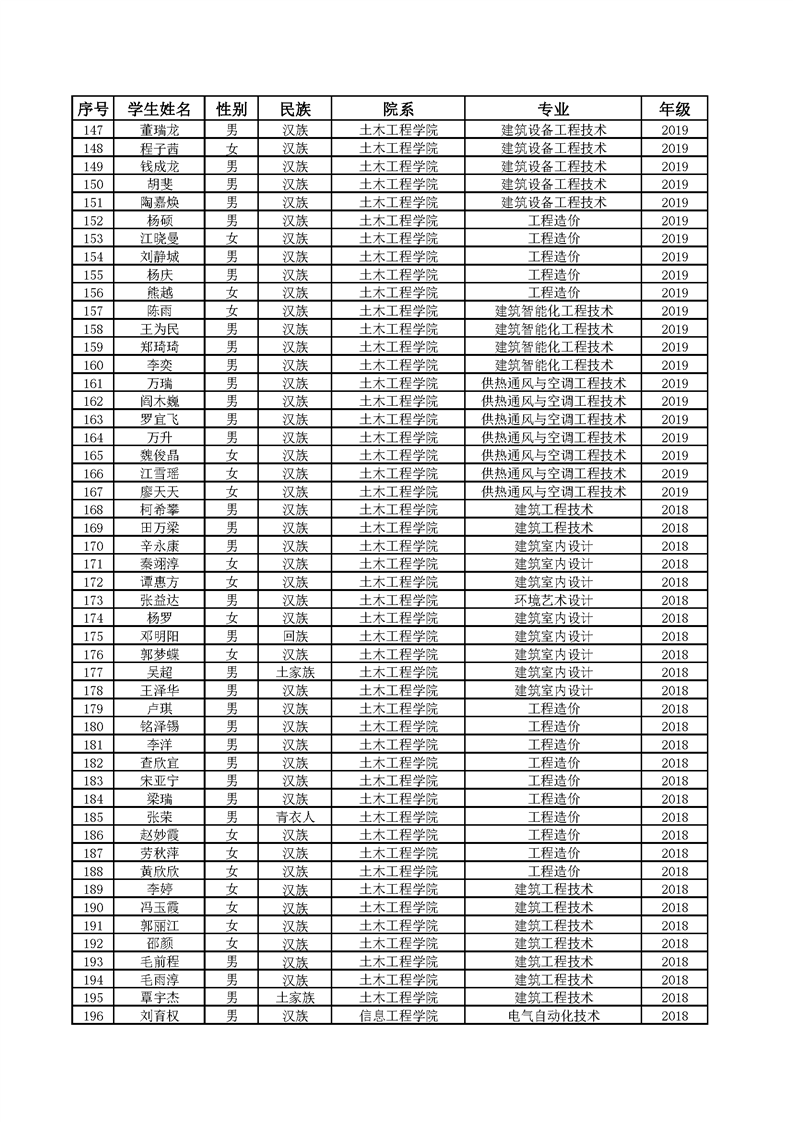 序号 学生姓名 性别 民族 院系 专业 年级
147 董瑞龙 男 汉族 土木工程学院 建筑设备工程技术 2019
148 程子茜 女 汉族 土木工程学院 建筑设备工程技术 2019
149 钱成龙 男 汉族 土木工程学院 建筑设备工程技术 2019
150 胡斐 男 汉族 土木工程学院 建筑设备工程技术 2019
151 陶嘉焕 男 汉族 土木工程学院 建筑设备工程技术 2019
152 杨硕 男 汉族 土木工程学院 工程造价 2019
153 江晓曼 女 汉族 土木工程学院 工程造价 2019
154 刘静城 男 汉族 土木工程学院 工程造价 2019
155 杨庆 男 汉族 土木工程学院 工程造价 2019
156 熊越 女 汉族 土木工程学院 工程造价 2019
157 陈雨 女 汉族 土木工程学院 建筑智能化工程技术 2019
158 王为民 男 汉族 土木工程学院 建筑智能化工程技术 2019
159 郑琦琦 男 汉族 土木工程学院 建筑智能化工程技术 2019
160 李奕 男 汉族 土木工程学院 建筑智能化工程技术 2019
161 万瑞 男 汉族 土木工程学院 供热通风与空调工程技术 2019
162 阎木巍 男 汉族 土木工程学院 供热通风与空调工程技术 2019
163 罗宜飞 男 汉族 土木工程学院 供热通风与空调工程技术 2019
164 万升 男 汉族 土木工程学院 供热通风与空调工程技术 2019
165 魏俊晶 女 汉族 土木工程学院 供热通风与空调工程技术 2019
166 江雪瑶 女 汉族 土木工程学院 供热通风与空调工程技术 2019
167 廖天天 女 汉族 土木工程学院 供热通风与空调工程技术 2019
168 柯希攀 男 汉族 土木工程学院 建筑工程技术 2018
169 田万梁 男 汉族 土木工程学院 建筑工程技术 2018
170 辛永康 男 汉族 土木工程学院 建筑室内设计 2018
171 秦翊淳 女 汉族 土木工程学院 建筑室内设计 2018
172 谭惠方 女 汉族 土木工程学院 建筑室内设计 2018
173 张益达 男 汉族 土木工程学院 环境艺术设计 2018
174 杨罗 女 汉族 土木工程学院 建筑室内设计 2018
175 邓明阳 男 回族 土木工程学院 建筑室内设计 2018
176 郭梦蝶 女 汉族 土木工程学院 建筑室内设计 2018
177 吴超 男 土家族 土木工程学院 建筑室内设计 2018
178 王泽华 男 汉族 土木工程学院 建筑室内设计 2018
179 卢琪 男 汉族 土木工程学院 工程造价 2018
180 铭泽锡 男 汉族 土木工程学院 工程造价 2018
181 李洋 男 汉族 土木工程学院 工程造价 2018
182 查欣宜 男 汉族 土木工程学院 工程造价 2018
183 宋亚宁 男 汉族 土木工程学院 工程造价 2018
184 梁瑞 男 汉族 土木工程学院 工程造价 2018
185 张荣 男 青衣人 土木工程学院 工程造价 2018
186 赵妙霞 女 汉族 土木工程学院 工程造价 2018
187 劳秋萍 女 汉族 土木工程学院 工程造价 2018
188 黄欣欣 女 汉族 土木工程学院 工程造价 2018
189 李婷 女 汉族 土木工程学院 建筑工程技术 2018
190 冯玉霞 女 汉族 土木工程学院 建筑工程技术 2018
191 郭丽江 女 汉族 土木工程学院 建筑工程技术 2018
192 邵颜 女 汉族 土木工程学院 建筑工程技术 2018
193 毛前程 男 汉族 土木工程学院 建筑工程技术 2018
194 毛雨淳 男 汉族 土木工程学院 建筑工程技术 2018
195 覃宇杰 男 土家族 土木工程学院 建筑工程技术 2018
196 刘育权 男 汉族 信息工程学院 电气自动化技术 2018